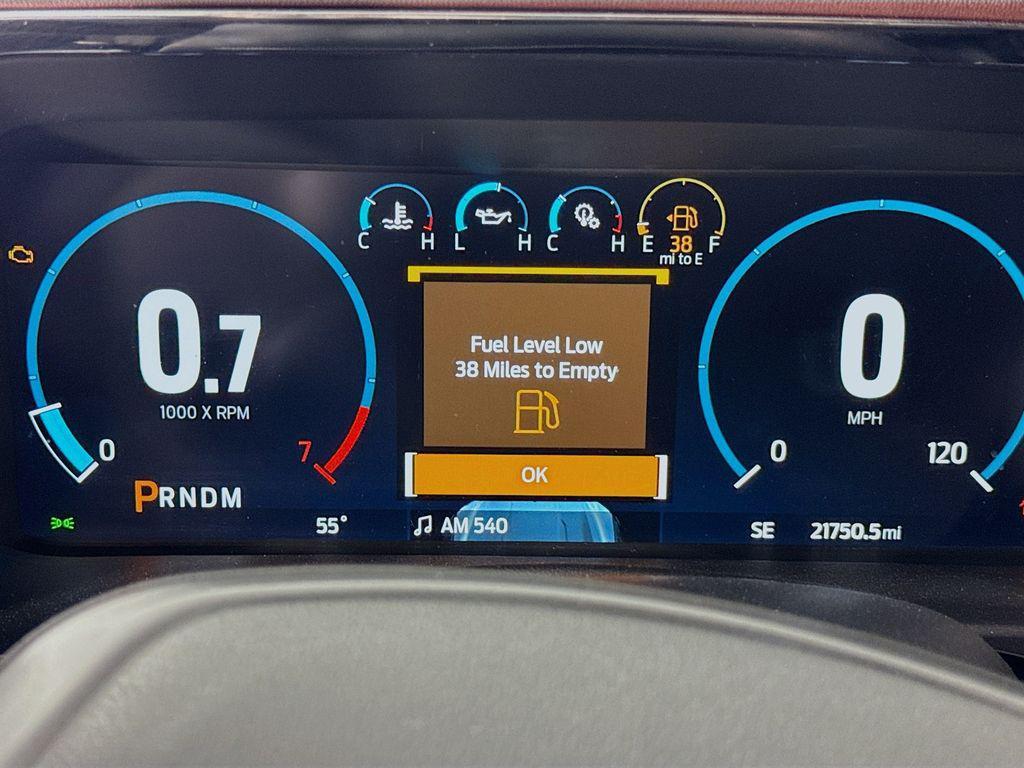 C H
L H
C H
E 38 F
mi to E
Fuel Level Low
38 Miles to Empty
OK
0.7
1000 X RPM
0
7
PRNDM
0
MPH
0
120
55°
AM 540
SE
21750.5mi